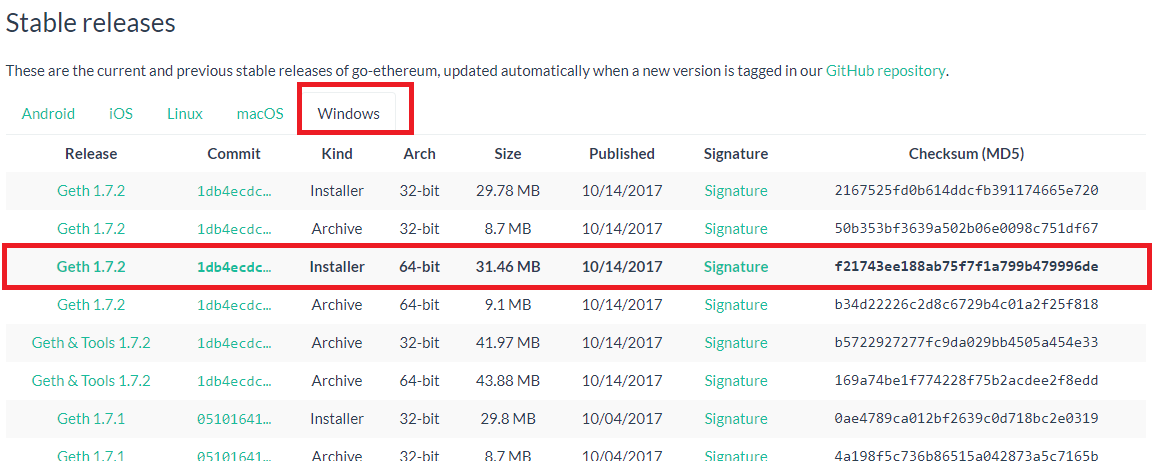 Stable releases
These are the current and previous stable releases of go-ethereum, updated automatically when a new version is tagged in our GitHub repository.
Android iOS Linux macOS Windows
Release Commit Kind Arch Size Published Signature Checksum (MD5)
Geth 1.7.2 1db4ecdc... Installer 32-bit 29.78 MB 10/14/2017 Signature 2167525fd0b614ddcfb391174665e720
Geth 1.7.2 1db4ecdc... Archive 32-bit 8.7 MB 10/14/2017 Signature 50b353bf3639a502b06e0098c751df67
Geth 1.7.2 1db4ecdc... Installer 64-bit 31.46 MB 10/14/2017 Signature f21743ee188ab75f7f1a799b479996de
Geth 1.7.2 1db4ecdc... Archive 64-bit 9.1 MB 10/14/2017 Signature b34d22226c2d8c6729b4c01a2f25f818
Geth & Tools 1.7.2 1db4ecdc... Archive 32-bit 41.97 MB 10/14/2017 Signature b5722927277fc9da029bb4505a454e33
Geth & Tools 1.7.2 1db4ecdc... Archive 64-bit 43.88 MB 10/14/2017 Signature 169a74be1f774228f75b2acdee2f8edd
Geth 1.7.1 05101641... Installer 32-bit 29.8 MB 10/04/2017 Signature 0ae4789ca012bf2639c0d718bc2e0319
Geth 1.7.1 05101641... Archive 32-bit 8.7 MB 10/04/2017 Signature 4a198f5c736b86515a042873a5c7165b